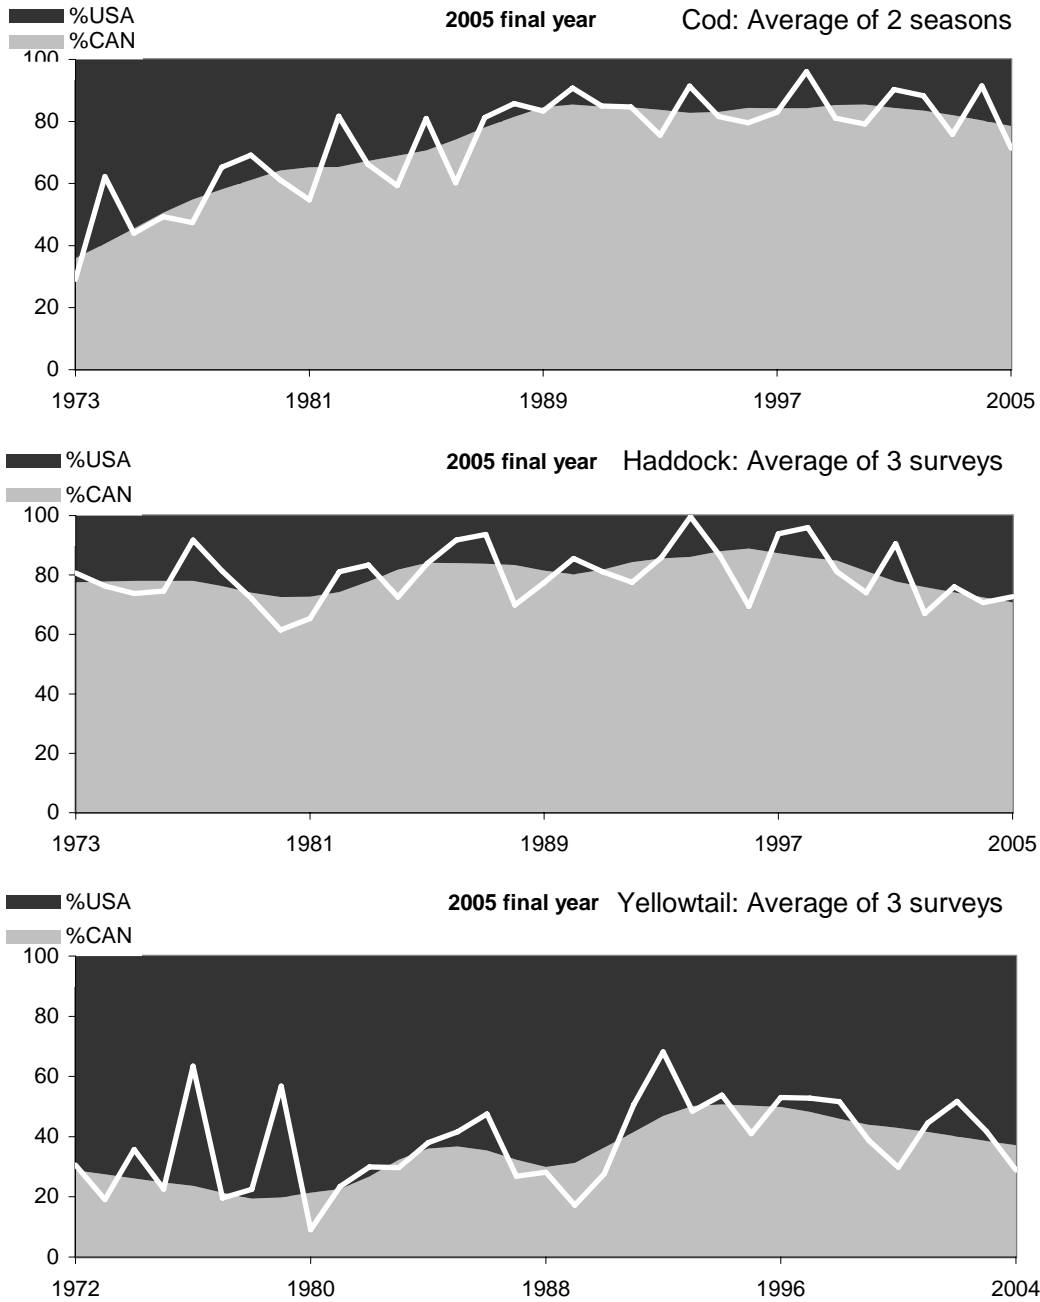 %USA
2005 final year Cod: Average of 2 seasons
%CAN
100
80
60
40
20
0
1973 1981 1989 1997 2005
%USA
2005 final year Haddock: Average of 3 surveys
%CAN
100
80
60
40
20
0
1973 1981 1989 1997 2005
%USA
2005 final year Yellowtail: Average of 3 surveys
%CAN
100
80
60
40
20
0
1972 1980 1988 1996 2004